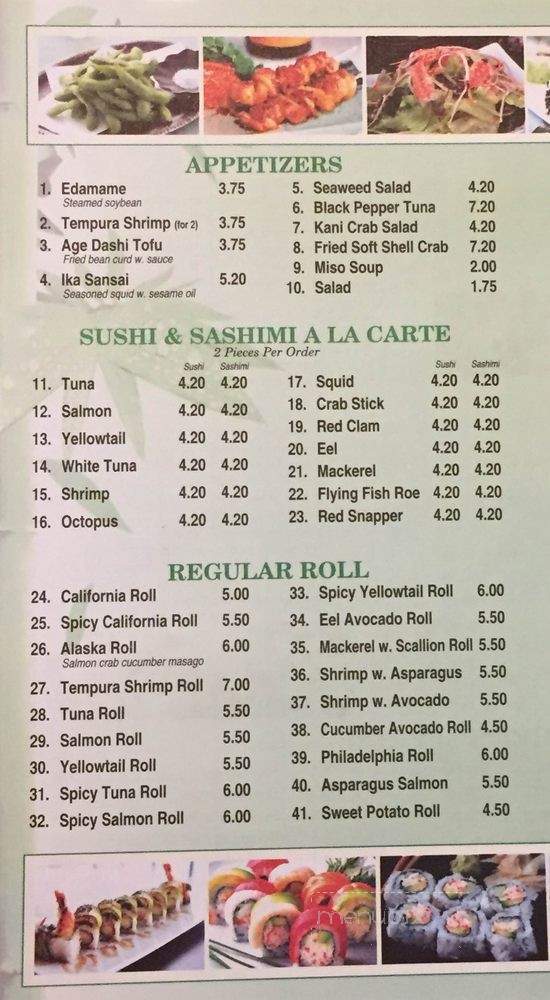 APPETIZERS
1. Edamame 3.75
Steamed soybean
2. Tempura Shrimp (for 2) 3.75
3. Age Dashi Tofu 3.75
Fried bean curd w. sauce
4. Ika Sansai 5.20
Seasoned squid w. sesame oil
5. Seaweed Salad 4.20
6. Black Pepper Tuna 7.20
7. Kani Crab Salad 4.20
8. Fried Soft Shell Crab 7.20
9. Miso Soup 2.00
10. Salad 1.75
SUSHI & SASHIMI A LA CARTE
2 Pieces Per Order
Sushi Sashimi
11. Tuna 4.20 4.20
12. Salmon 4.20 4.20
13. Yellowtail 4.20 4.20
14. White Tuna 4.20 4.20
15. Shrimp 4.20 4.20
16. Octopus 4.20 4.20
Sushi Sashimi
17. Squid 4.20 4.20
18. Crab Stick 4.20 4.20
19. Red Clam 4.20 4.20
20. Eel 4.20 4.20
21. Mackerel 4.20 4.20
22. Flying Fish Roe 4.20 4.20
23. Red Snapper 4.20 4.20
REGULAR ROLL
24. California Roll 5.00
25. Spicy California Roll 5.50
26. Alaska Roll 6.00
Salmon crab cucumber masago
27. Tempura Shrimp Roll 7.00
28. Tuna Roll 5.50
29. Salmon Roll 5.50
30. Yellowtail Roll 5.50
31. Spicy Tuna Roll 6.00
32. Spicy Salmon Roll 6.00
33. Spicy Yellowtail Roll 6.00
34. Eel Avocado Roll 5.50
35. Mackerel w. Scallion Roll 5.50
36. Shrimp w. Asparagus 5.50
37. Shrimp w. Avocado 5.50
38. Cucumber Avocado Roll 4.50
39. Philadelphia Roll 6.00
40. Asparagus Salmon 5.50
41. Sweet Potato Roll 4.50